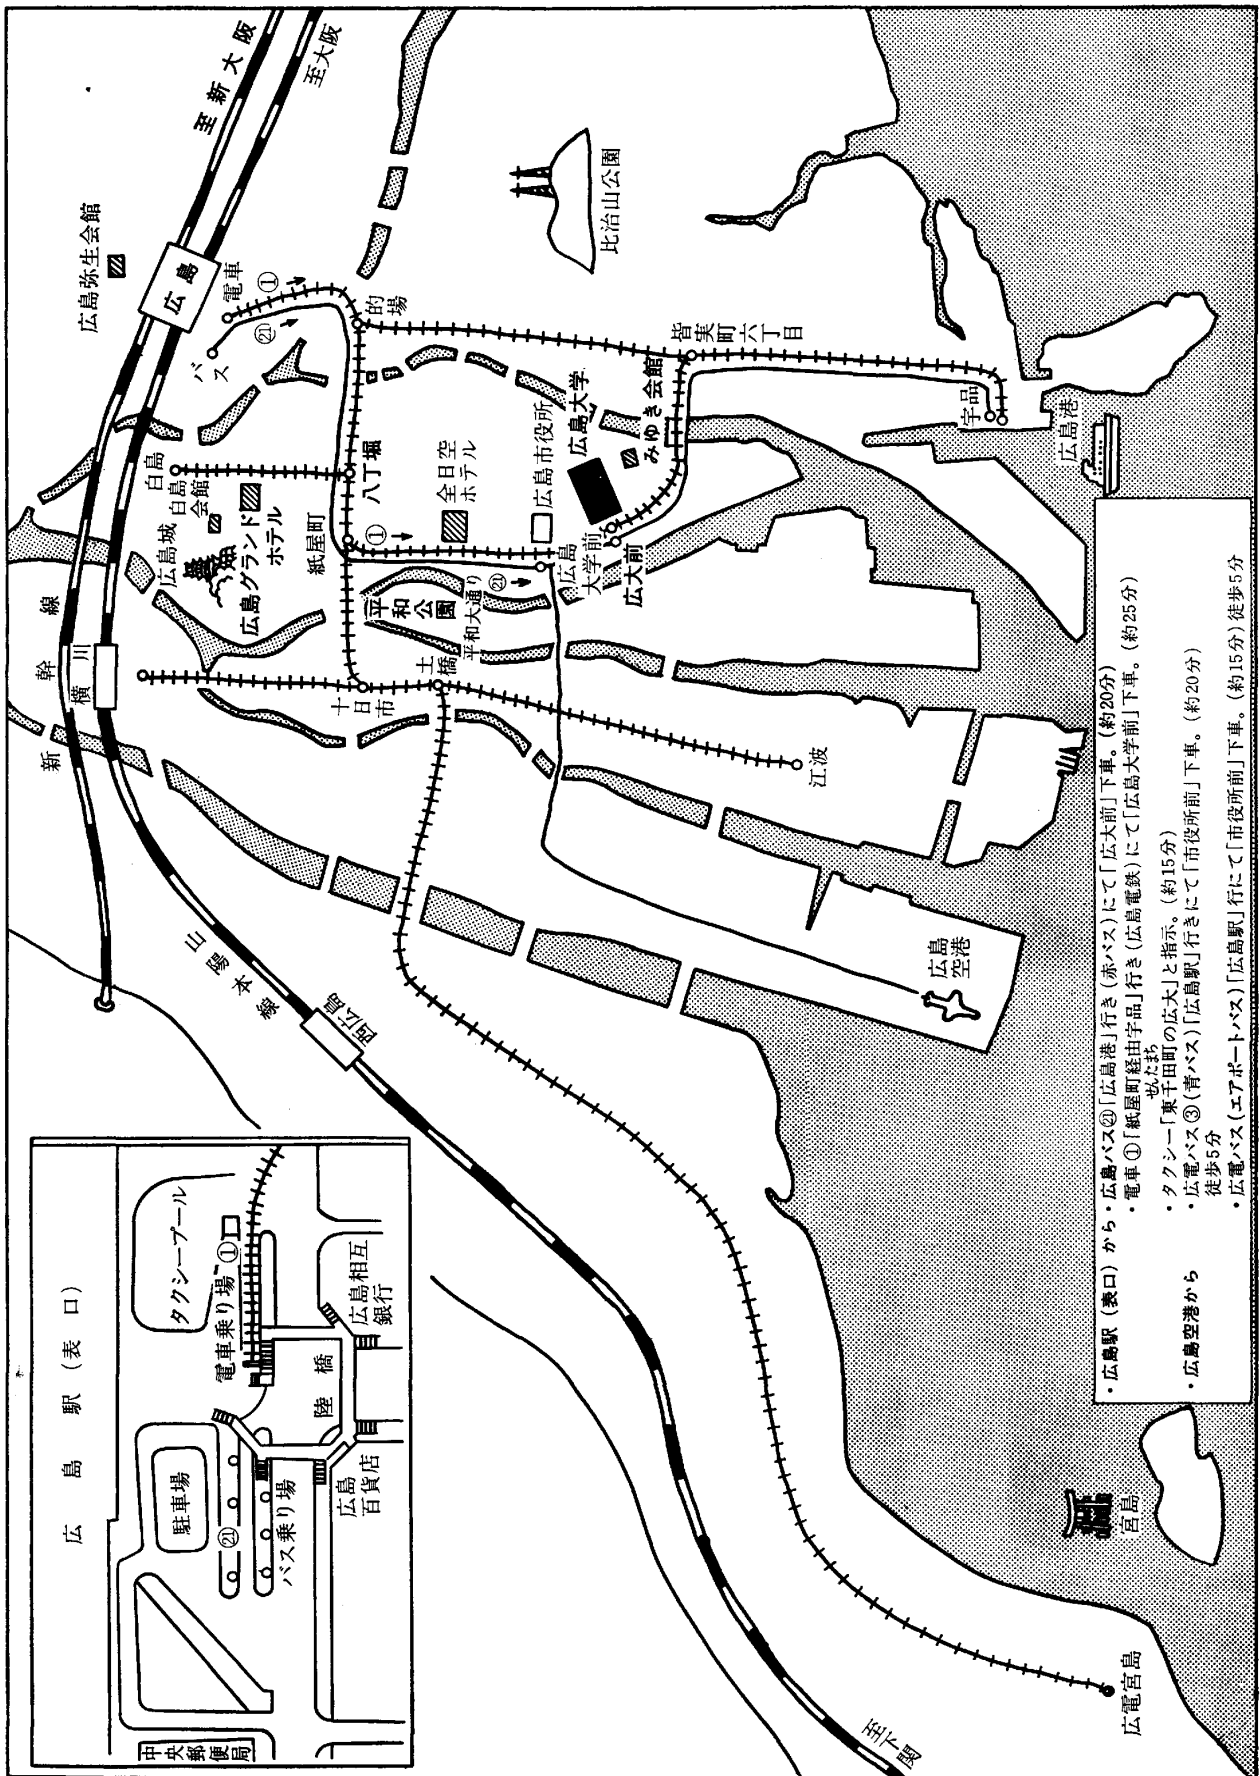 広島駅（表口）
タクシープール
電車乗り場①
駐車場
㉑
バス乗り場
陸橋
広島相互
銀行
広島
百貨店
中央郵便局
至新大阪
至大阪
広島弥生会館
広島
電車
①
㉑
バス
的場
比治山公園
白島
白島
会館
広島城
広島グランド
ホテル
八丁堀
紙屋町
①
全日空
ホテル
広島市役所
広島大学
みゆき会館
皆実町六丁目
宇品
広島港
平和
公園
平和大通り
㉑
広島
大学前
広大前
新幹線
横川
十日市
土橋
江波
山陽本線
西広島
広島
空港
宮島
広電宮島
至下関
・広島駅（表口）から・広島バス㉑「広島港」行き（赤バス）にて「広大前」下車。（約20分）
・電車①「紙屋町経由宇品」行き（広島電鉄）にて「広島大学前」下車。（約25分）
せんだまち
・タクシー「東千田町の広大」と指示。（約15分）
・広島空港から ・広電バス③（青バス）「広島駅」行きにて「市役所前」下車。（約20分）
徒歩5分
・広電バス（エアポートバス）「広島駅」行にて「市役所前」下車。（約15分）徒歩5分